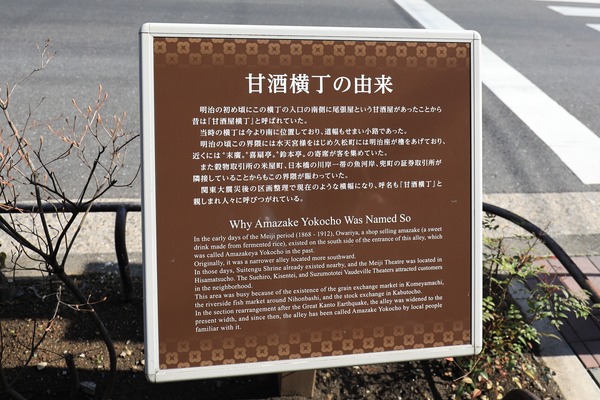 甘酒横丁の由来
明治の初め頃にこの横丁の入口の南側に尾張屋という甘酒屋があったことから
昔は「甘酒屋横丁」と呼ばれていた。
当時の横丁は今より南に位置しており、道幅もせまい小路であった。
明治の頃この界隈には水天宮様をはじめ久松町には明治座が櫓をあげており、
近くには"末廣。"喜扇亭。"鈴本亭。の寄席が客を集めていた。
また穀物取引所の米屋町、日本橋の川岸一帯の魚河岸、兜町の証券取引所が
隣接していることからもこの界隈が賑わっていた。
関東大震災後の区画整理で現在のような横幅になり、呼名も「甘酒横丁」と
親しまれ人々に呼びつがれている。
Why Amazake Yokocho Was Named So
In the early days of the Meiji period (1868 - 1912), Owariya, a shop selling amazake (a sweet
drink made from fermented rice), existed on the south side of the entrance of this alley, which
was called Amazakeya Yokocho in the past.
Originally, it was a narrower alley located more southward.
In those days, Suitengu Shrine already existed nearby, and the Meiji Theatre was located in
Hisamatsucho. The Suehiro, Kisentei, and Suzumototei Vaudeville Theaters attracted customers
in the neighborhood.
This area was busy because of the existence of the grain exchange market in Komeyamachi,
the riverside fish market around Nihonbashi, and the stock exchange in Kabutocho.
In the section rearrangement after the Great Kanto Earthquake, the alley was widened to the
present width, and since then, the alley has been called Amazake Yokocho by local people
familiar with it.